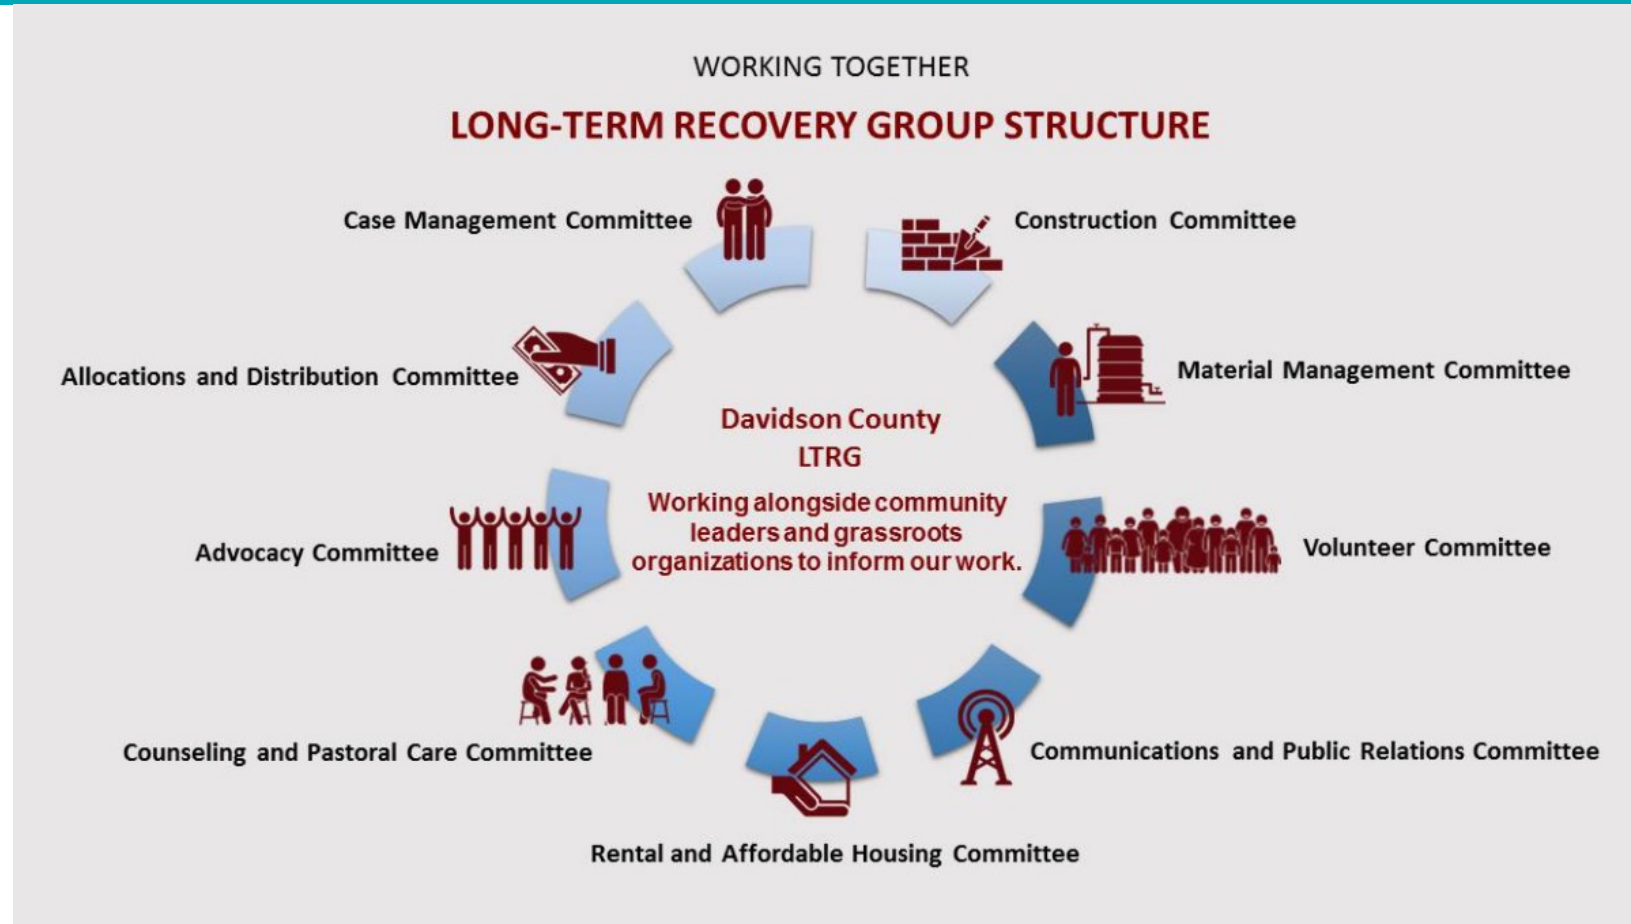 WORKING TOGETHER
LONG-TERM RECOVERY GROUP STRUCTURE
Case Management Committee
Construction Committee
Allocations and Distribution Committee
Material Management Committee
Davidson County
LTRG
Working alongside community
leaders and grassroots
organizations to inform our work.
Advocacy Committee
Volunteer Committee
Counseling and Pastoral Care Committee
Communications and Public Relations Committee
Rental and Affordable Housing Committee